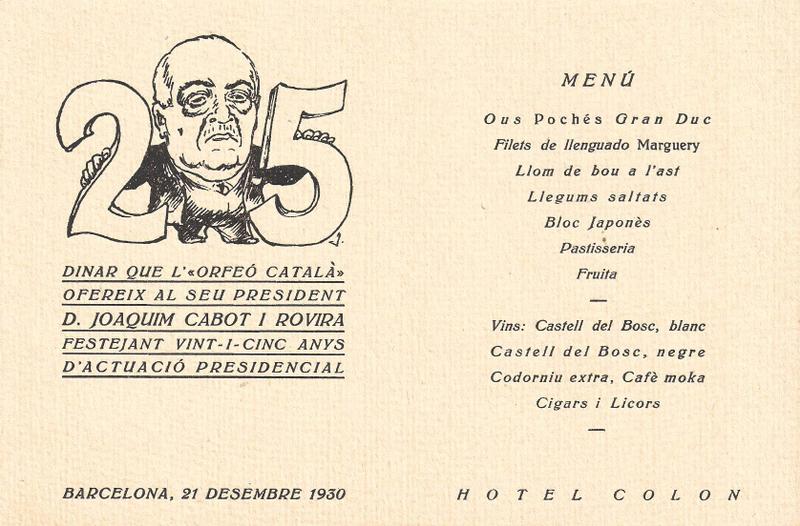 25
DINAR QUE L'«ORFEÓ CATALÀ»
OFEREIX AL SEU PRESIDENT
D. JOAQUIM CABOT I ROVIRA
FESTEJANT VINT-I-CINC ANYS
D'ACTUACIÓ PRESIDENCIAL
BARCELONA, 21 DESEMBRE 1930
MENÚ
Ous Pochés Gran Duc
Filets de llenguado Marguery
Llom de bou a l'ast
Llegums saltats
Bloc Japonès
Pastisseria
Fruita
Vins: Castell del Bosc, blanc
Castell del Bosc, negre
Codorniu extra, Cafè moka
Cigars i Licors
HOTEL COLON